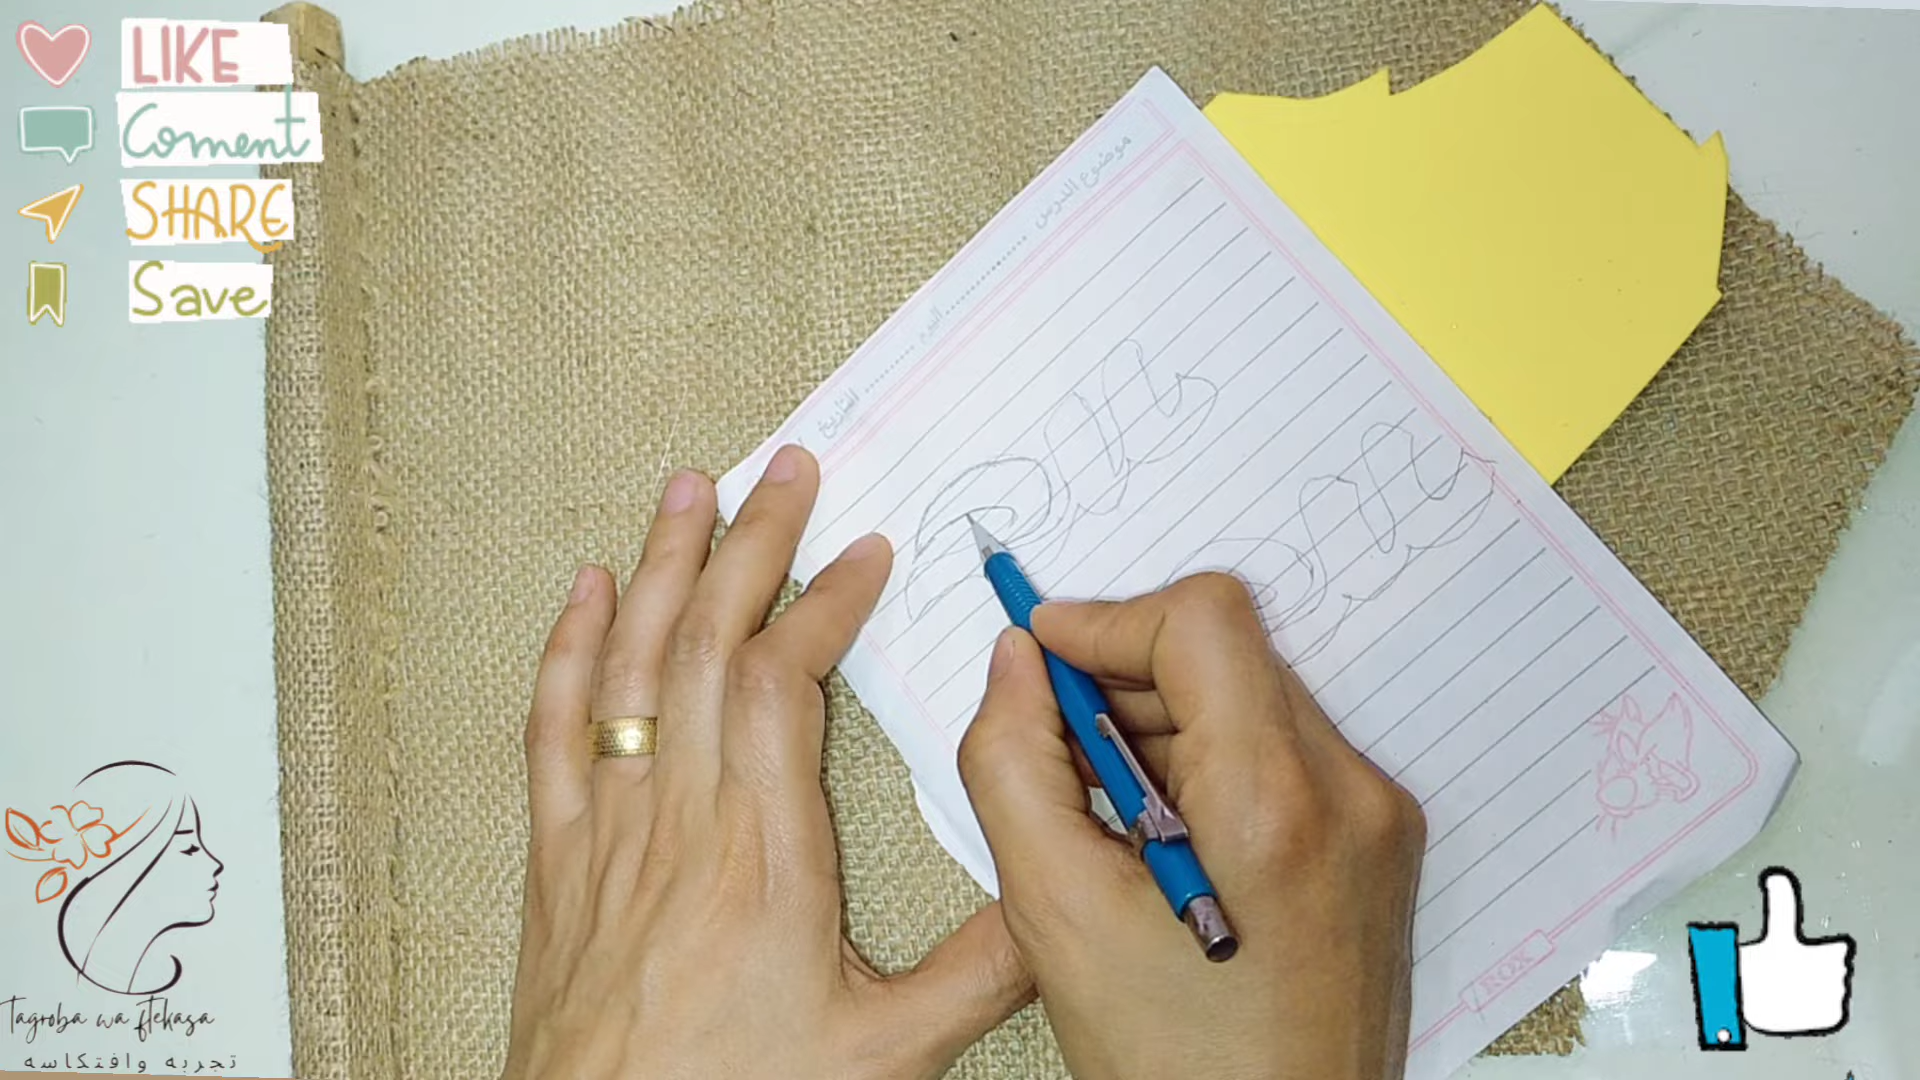 LIKE
Coment
SHARE
Save
موضوع الدرس
اليوم
التاريخ
ROX
Tagroba wa ftekasa
تجربه وافتكاسه